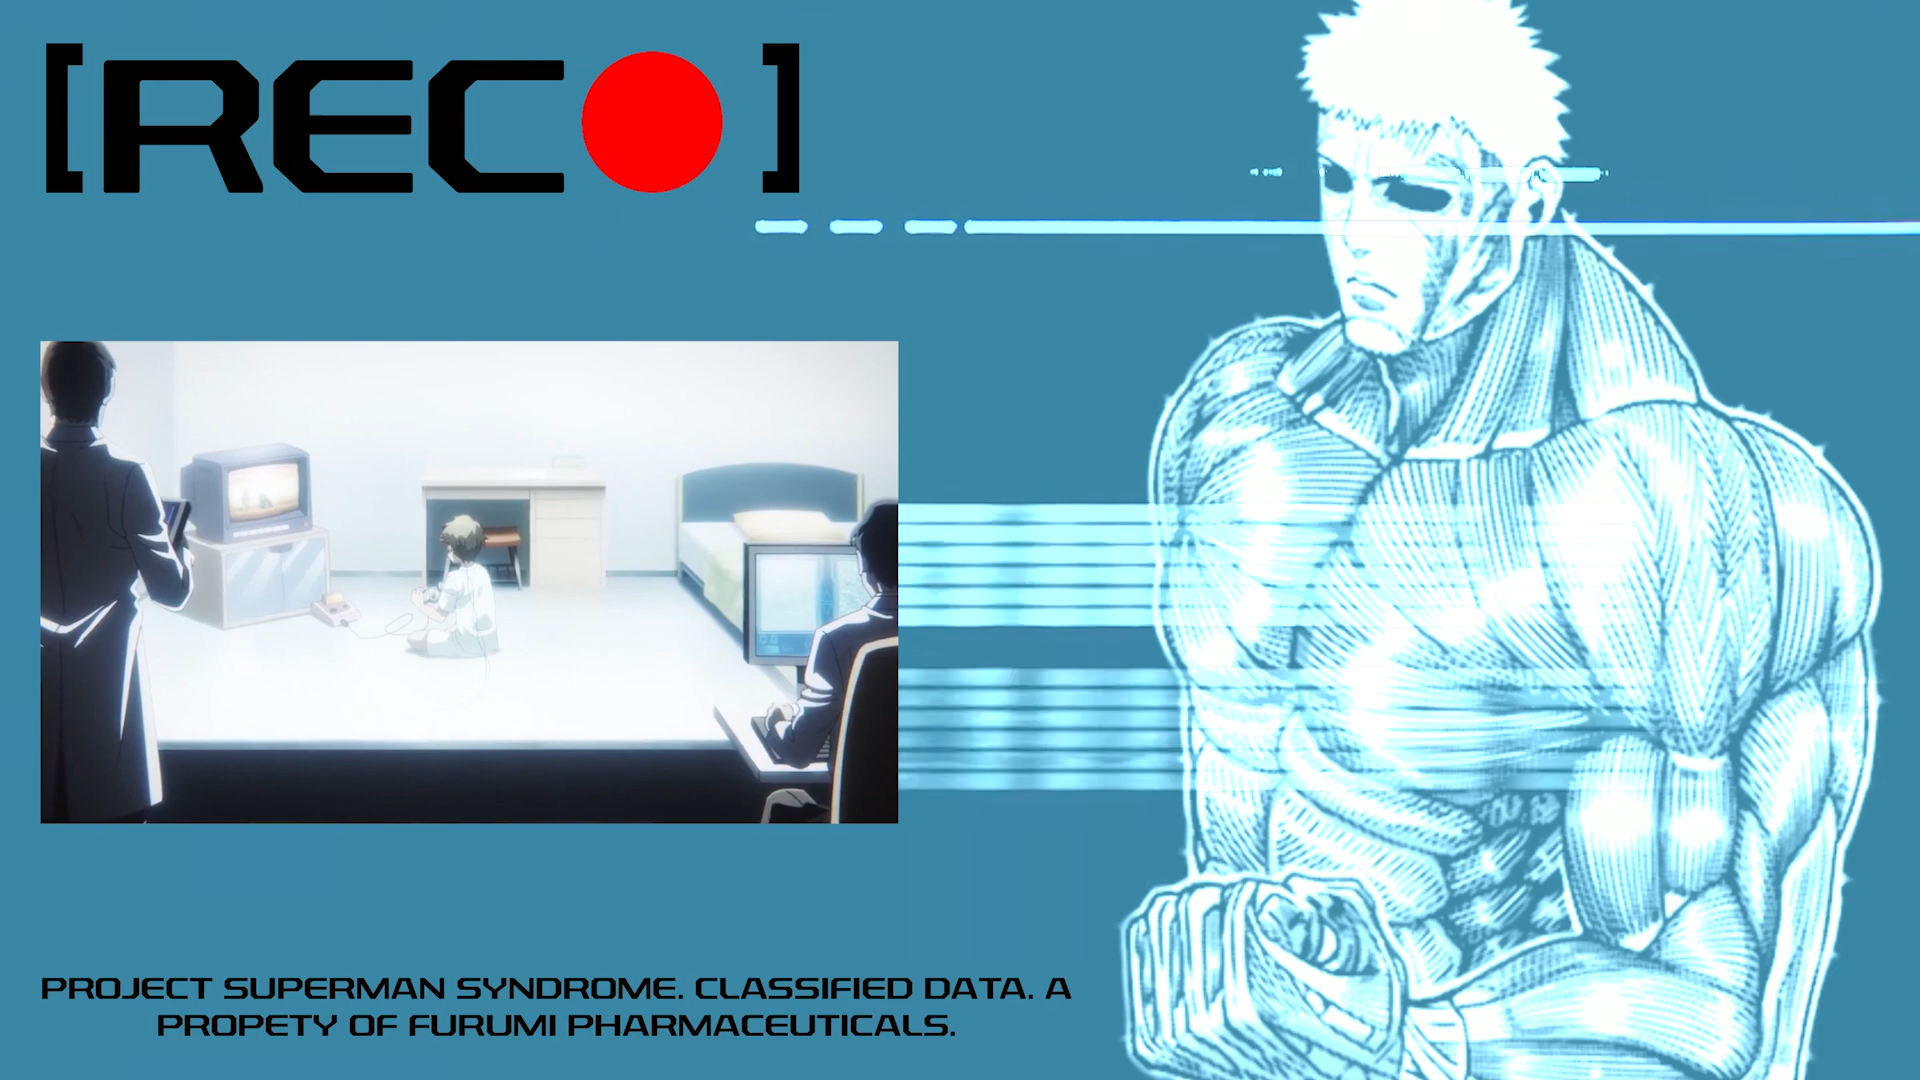 [REC ]
PROJECT SUPERMAN SYNDROME. CLASSIFIED DATA. A
PROPETY OF FURUMI PHARMACEUTICALS.